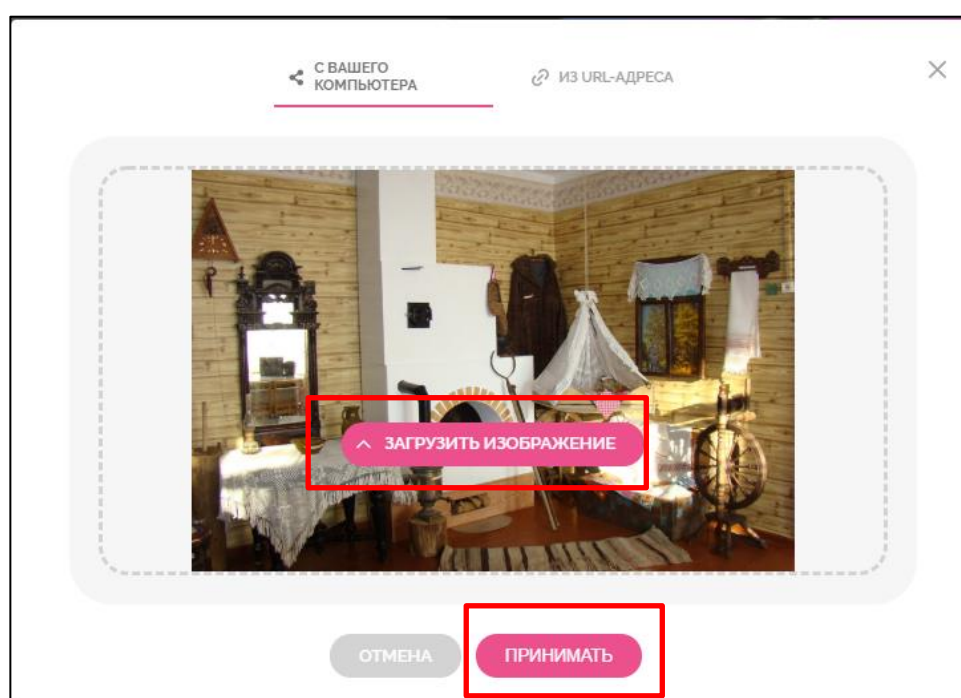 С ВАШЕГО
КОМПЬЮТЕРА
ИЗ URL-АДРЕСА
ЗАГРУЗИТЬ ИЗОБРАЖЕНИЕ
ОТМЕНА
ПРИНИМАТЬ